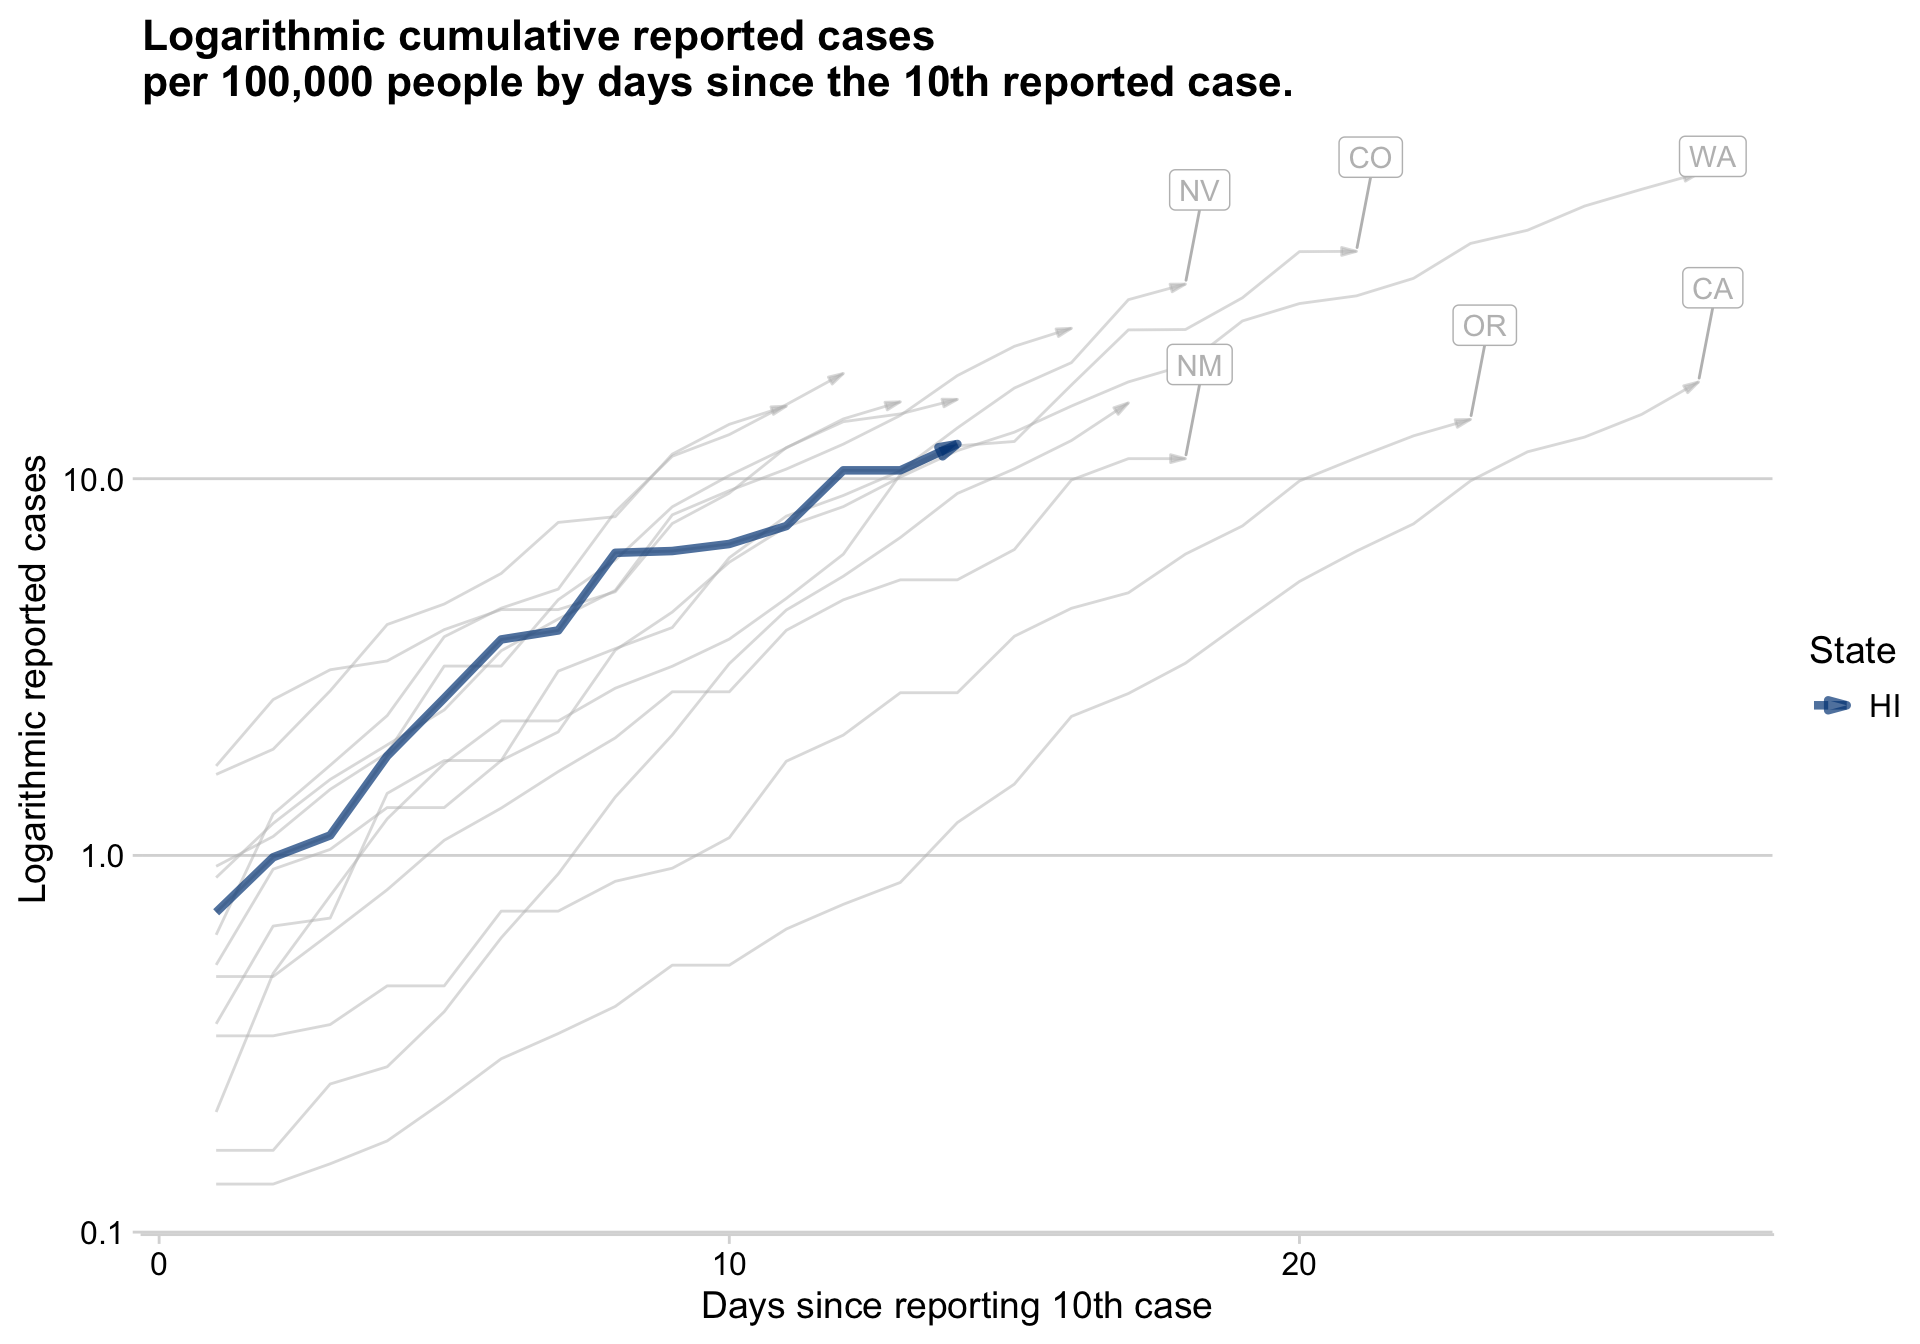 Logarithmic cumulative reported cases
per 100,000 people by days since the 10th reported case.
CO
WA
NV
CA
OR
NM
Logarithmic reported cases
10.0
1.0
0.1
State
HI
0
10
20
Days since reporting 10th case